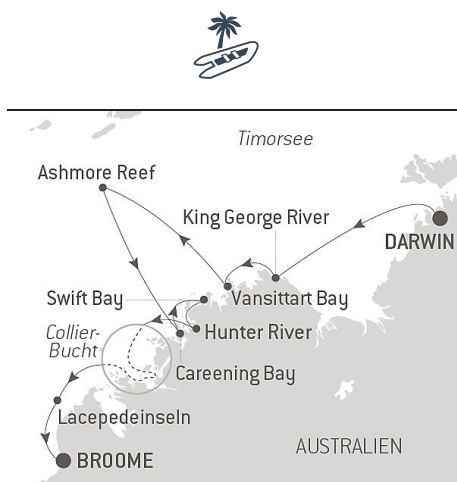 Timorsee
Ashmore Reef
King George River
DARWIN
Swift Bay
Vansittart Bay
Collier-
Bucht
Hunter River
Careening Bay
Lacepedeinseln
AUSTRALIEN
BROOME